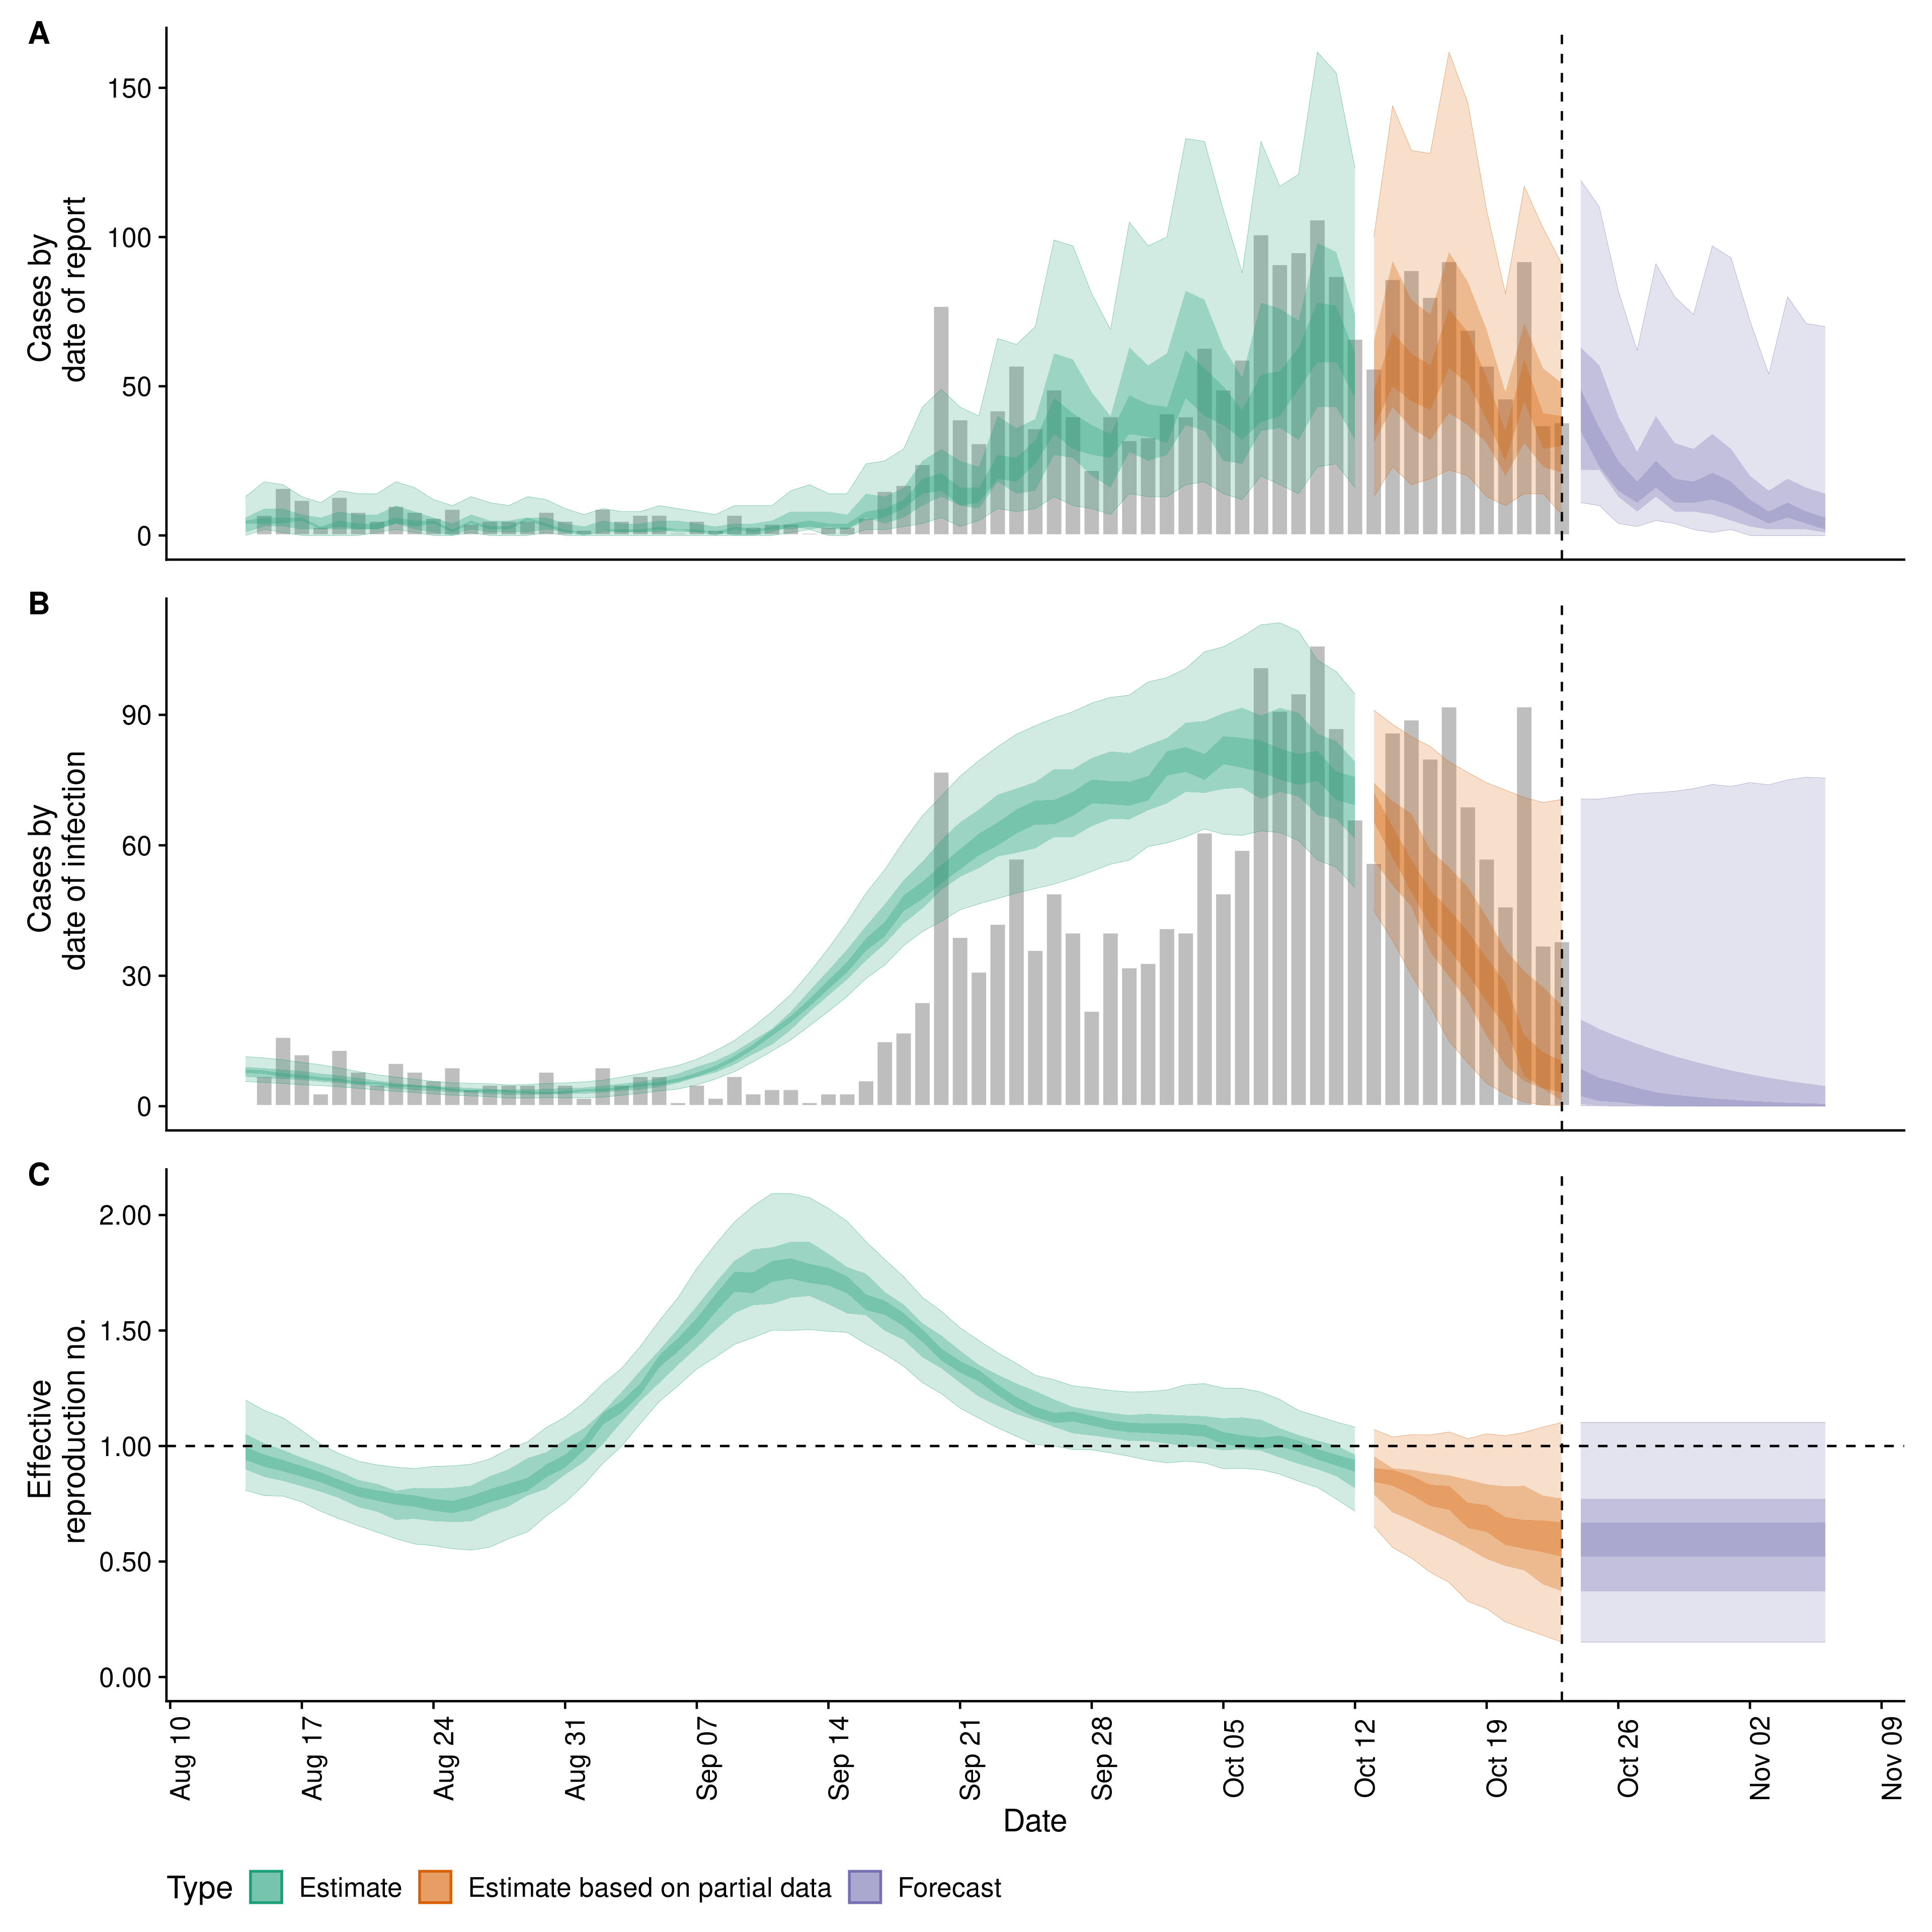 A
150
100
50
0
Cases by
date of report
B
90
60
30
0
Cases by
date of infection
C
2.00
1.50
1.00
0.50
0.00
Effective
reproduction no.
Aug 10
Aug 17
Aug 24
Aug 31
Sep 07
Sep 14
Sep 21
Sep 28
Oct 05
Oct 12
Oct 19
Oct 26
Nov 02
Nov 09
Date
Type Estimate Estimate based on partial data Forecast